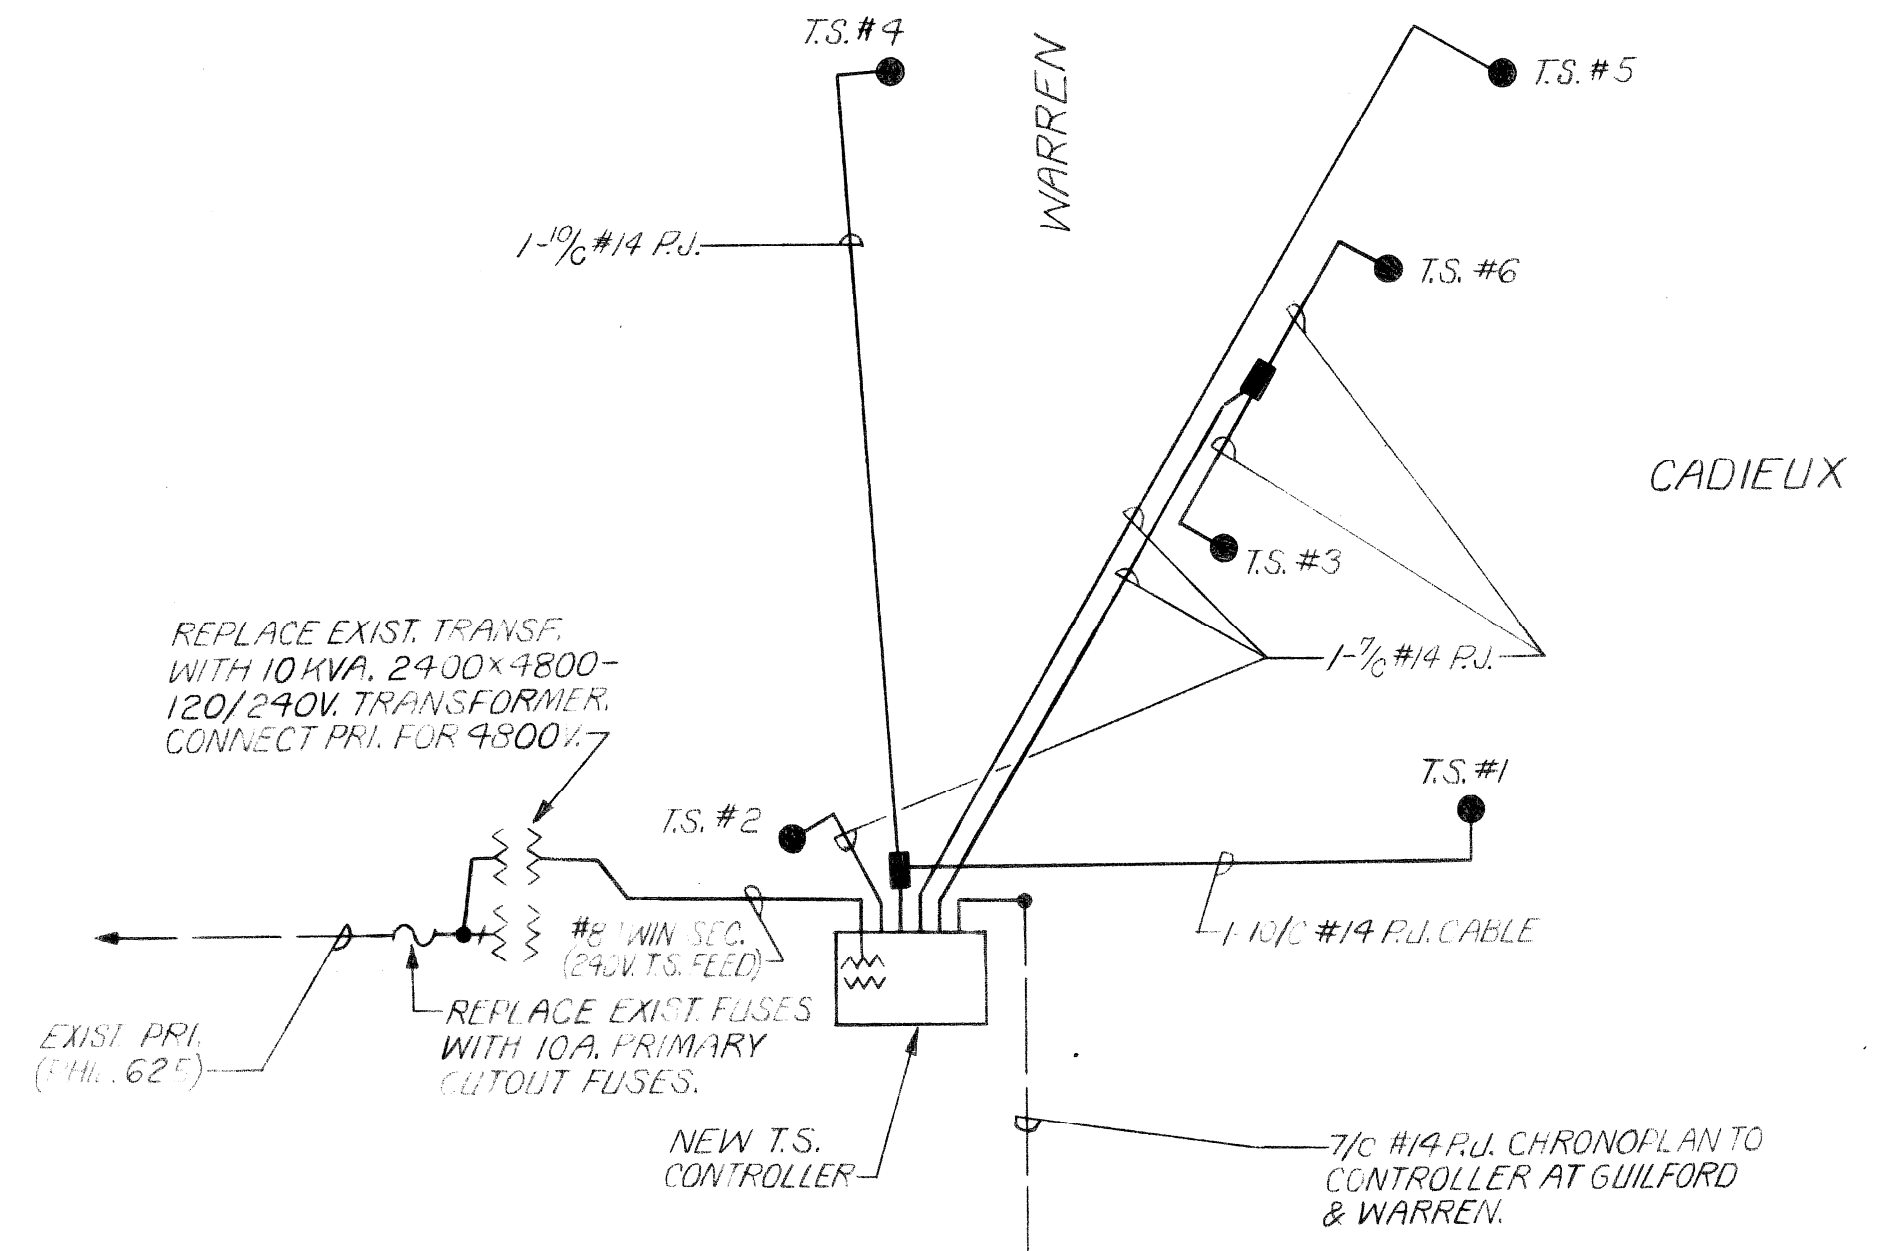 T.S. #4
WARREN
T.S. #5
1-10/C #14 P.J.
T.S. #6
CADIEUX
T.S. #3
REPLACE EXIST. TRANSF.
WITH 10 KVA. 2400x4800-
120/240V. TRANSFORMER.
CONNECT PRI. FOR 4800V.
1-7/C #14 P.J.
T.S. #1
T.S. #2
#8 TWIN SEC.
(240V. T.S. FEED)
1-10/C #14 P.J. CABLE
REPLACE EXIST. FUSES
WITH 10A. PRIMARY
CUTOUT FUSES.
EXIST. PRI.
625)
NEW T.S.
CONTROLLER
7/C #14 P.J. CHRONOPLAN TO
CONTROLLER AT GUILFORD
& WARREN.